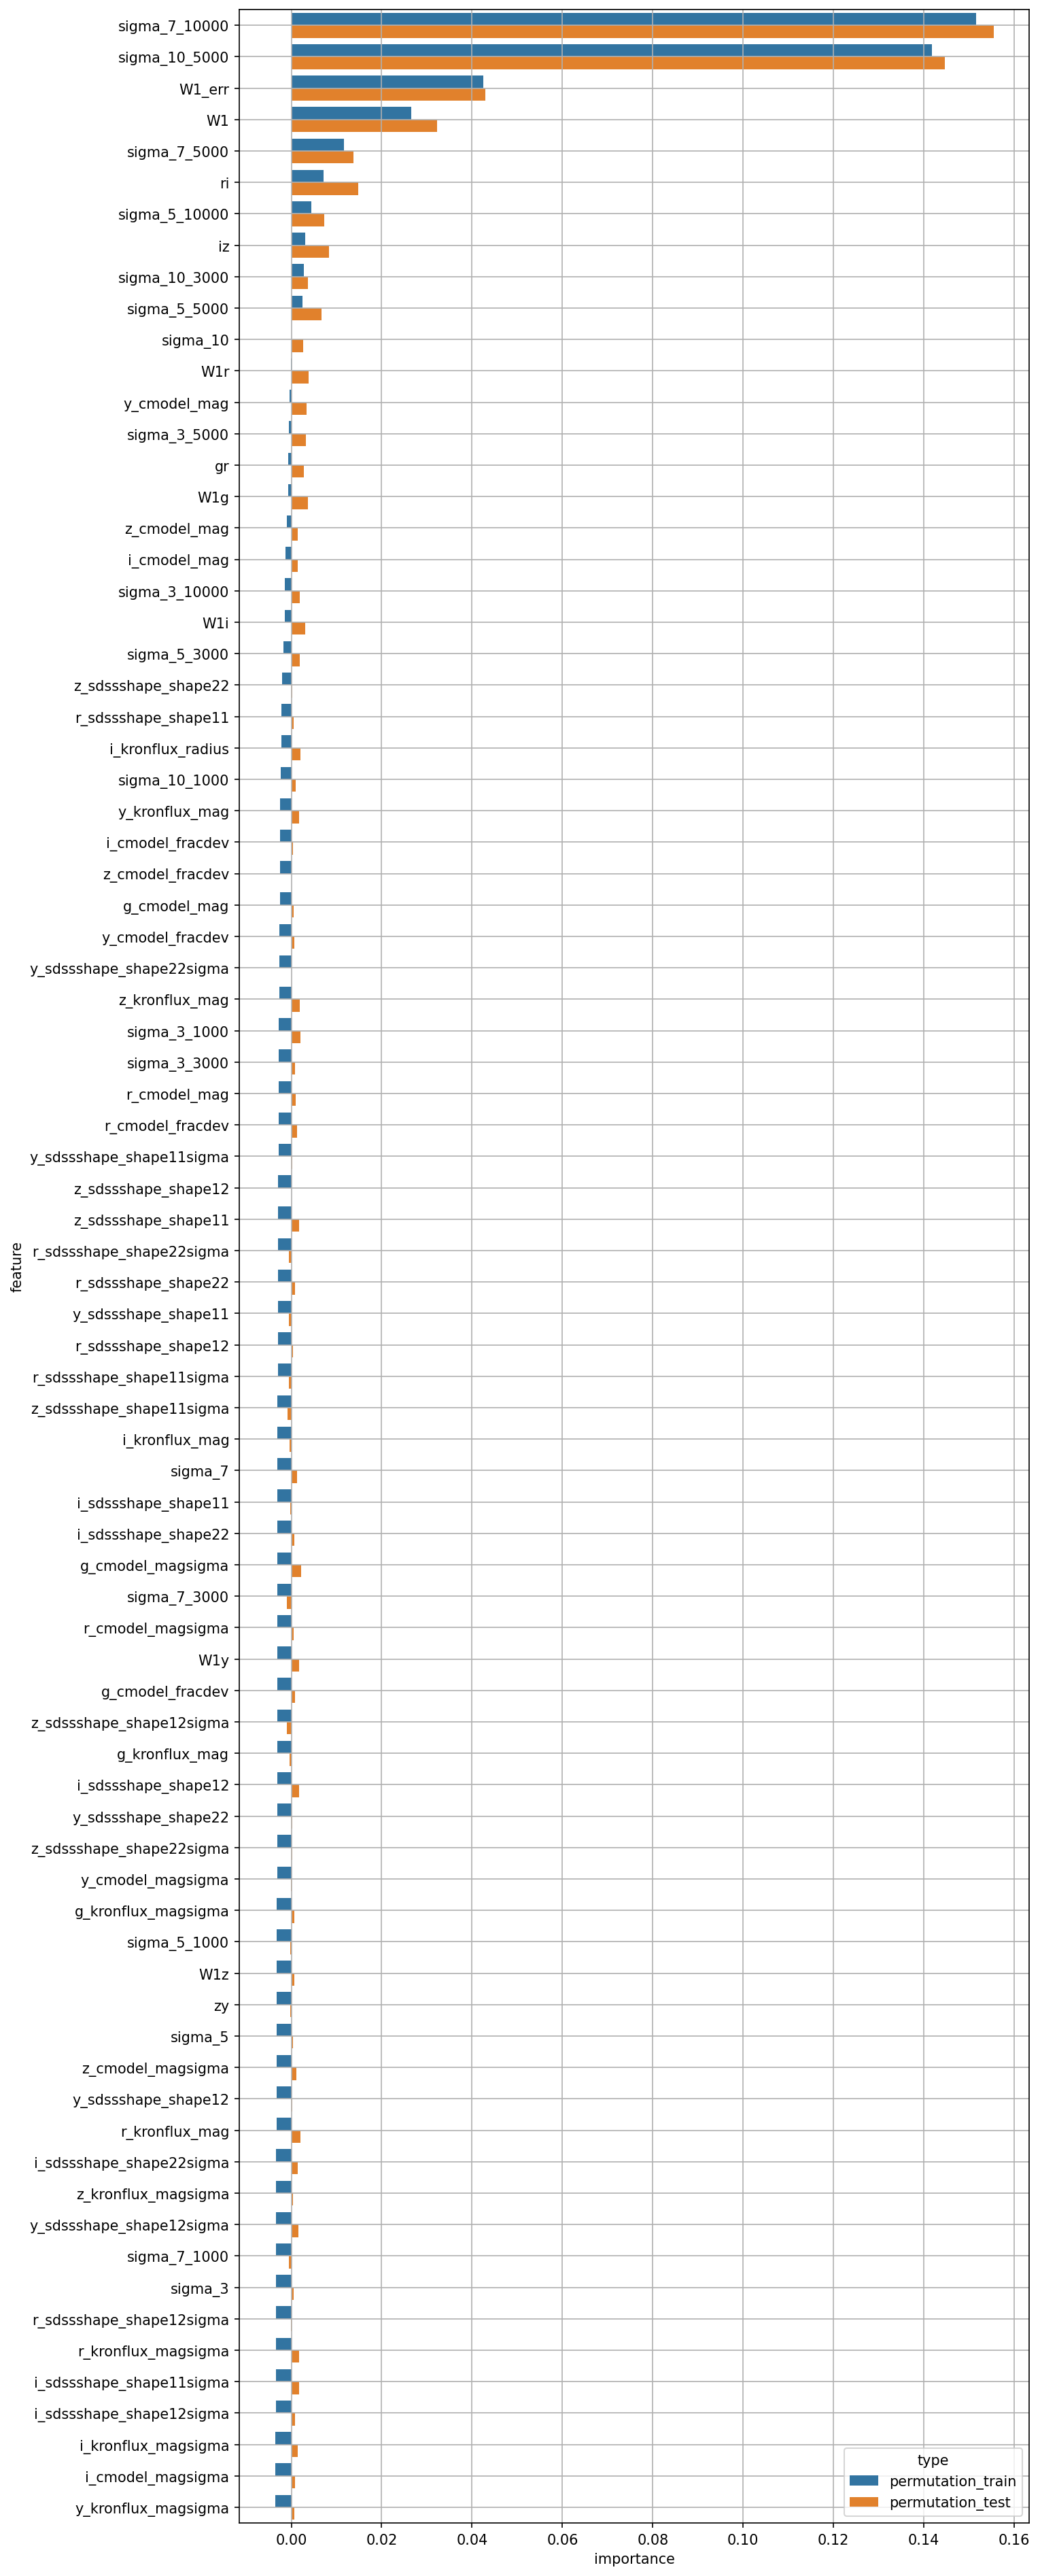 sigma_7_10000
sigma_10_5000
W1_err
W1
sigma_7_5000
ri
sigma_5_10000
iz
sigma_10_3000
sigma_5_5000
sigma_10
W1r
y_cmodel_mag
sigma_3_5000
gr
W1g
z_cmodel_mag
i_cmodel_mag
sigma_3_10000
W1i
sigma_5_3000
z_sdssshape_shape22
r_sdssshape_shape11
i_kronflux_radius
sigma_10_1000
y_kronflux_mag
i_cmodel_fracdev
z_cmodel_fracdev
g_cmodel_mag
y_cmodel_fracdev
y_sdssshape_shape22sigma
z_kronflux_mag
sigma_3_1000
sigma_3_3000
r_cmodel_mag
r_cmodel_fracdev
y_sdssshape_shape11sigma
z_sdssshape_shape12
z_sdssshape_shape11
r_sdssshape_shape22sigma
r_sdssshape_shape22
y_sdssshape_shape11
r_sdssshape_shape12
r_sdssshape_shape11sigma
z_sdssshape_shape11sigma
i_kronflux_mag
sigma_7
i_sdssshape_shape11
i_sdssshape_shape22
g_cmodel_magsigma
sigma_7_3000
r_cmodel_magsigma
W1y
g_cmodel_fracdev
z_sdssshape_shape12sigma
g_kronflux_mag
i_sdssshape_shape12
y_sdssshape_shape22
z_sdssshape_shape22sigma
y_cmodel_magsigma
g_kronflux_magsigma
sigma_5_1000
W1z
zy
sigma_5
z_cmodel_magsigma
y_sdssshape_shape12
r_kronflux_mag
i_sdssshape_shape22sigma
z_kronflux_magsigma
y_sdssshape_shape12sigma
sigma_7_1000
sigma_3
r_sdssshape_shape12sigma
r_kronflux_magsigma
i_sdssshape_shape11sigma
i_sdssshape_shape12sigma
i_kronflux_magsigma
i_cmodel_magsigma
y_kronflux_magsigma
feature
type
permutation_train
permutation_test
0.00 0.02 0.04 0.06 0.08 0.10 0.12 0.14 0.16
importance